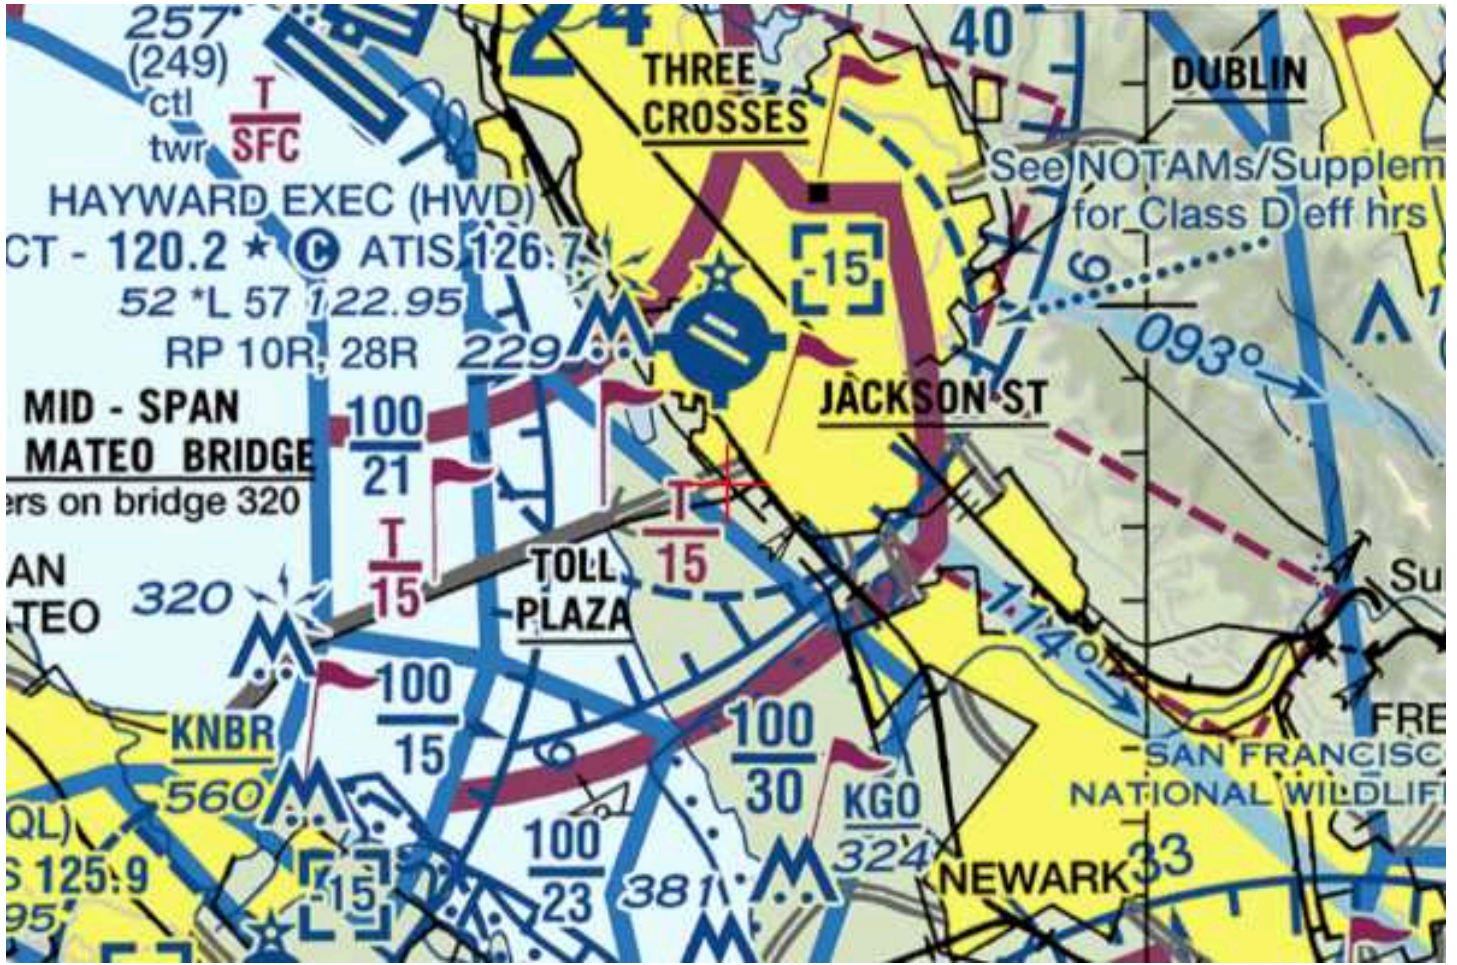 257
(249)
ctl
twr
T
SFC
24
THREE
CROSSES
40
DUBLIN
See NOTAMs/Supplem
for Class D eff hrs
HAYWARD EXEC (HWD)
CT - 120.2 * C ATIS 126.7
52 *L 57 122.95
RP 10R, 28R
229
-15
6
093°
MID - SPAN
MATEO BRIDGE
ers on bridge 320
100
21
JACKSON ST
T
15
T
15
AN
TEO
320
TOLL
PLAZA
114°
Su
KNBR
560
100
15
6
100
30
KGO
324
FRE
SAN FRANCISC
NATIONAL WILDLIF
QL)
S 125.9
95
-15
100
23
381
NEWARK
33